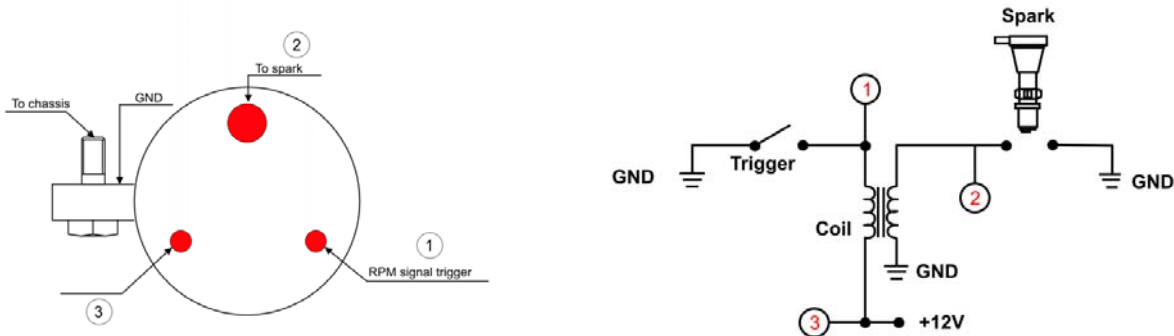 2
To spark
To chassis
GND
1
RPM signal trigger
3
Spark
1
GND
Trigger
2
GND
Coil
GND
3
+12V